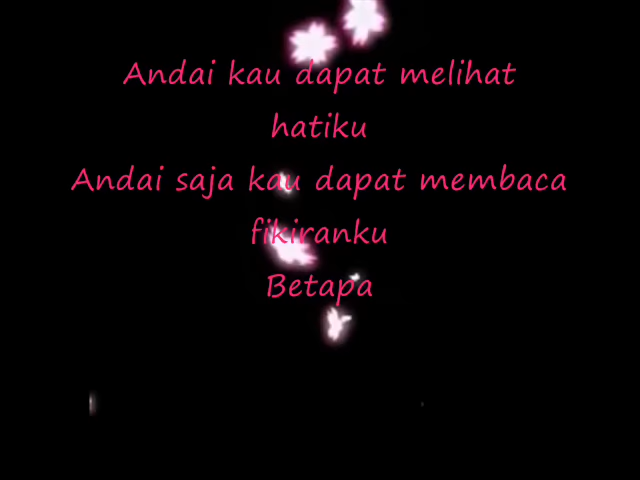 Andai kau dapat melihat
hatiku
Andai saja kau dapat membaca
fikiranku
Betapa